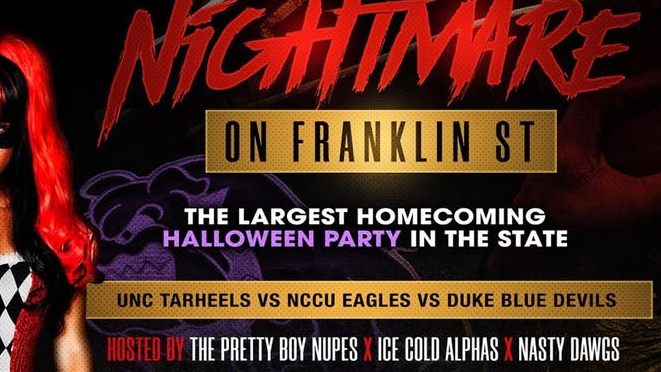 NIGHTMARE
ON FRANKLIN ST
THE LARGEST HOMECOMING
HALLOWEEN PARTY IN THE STATE
UNC TARHEELS VS NCCU EAGLES VS DUKE BLUE DEVILS
HOSTED BY THE PRETTY BOY NUPES X ICE COLD ALPHAS X NASTY DAWGS